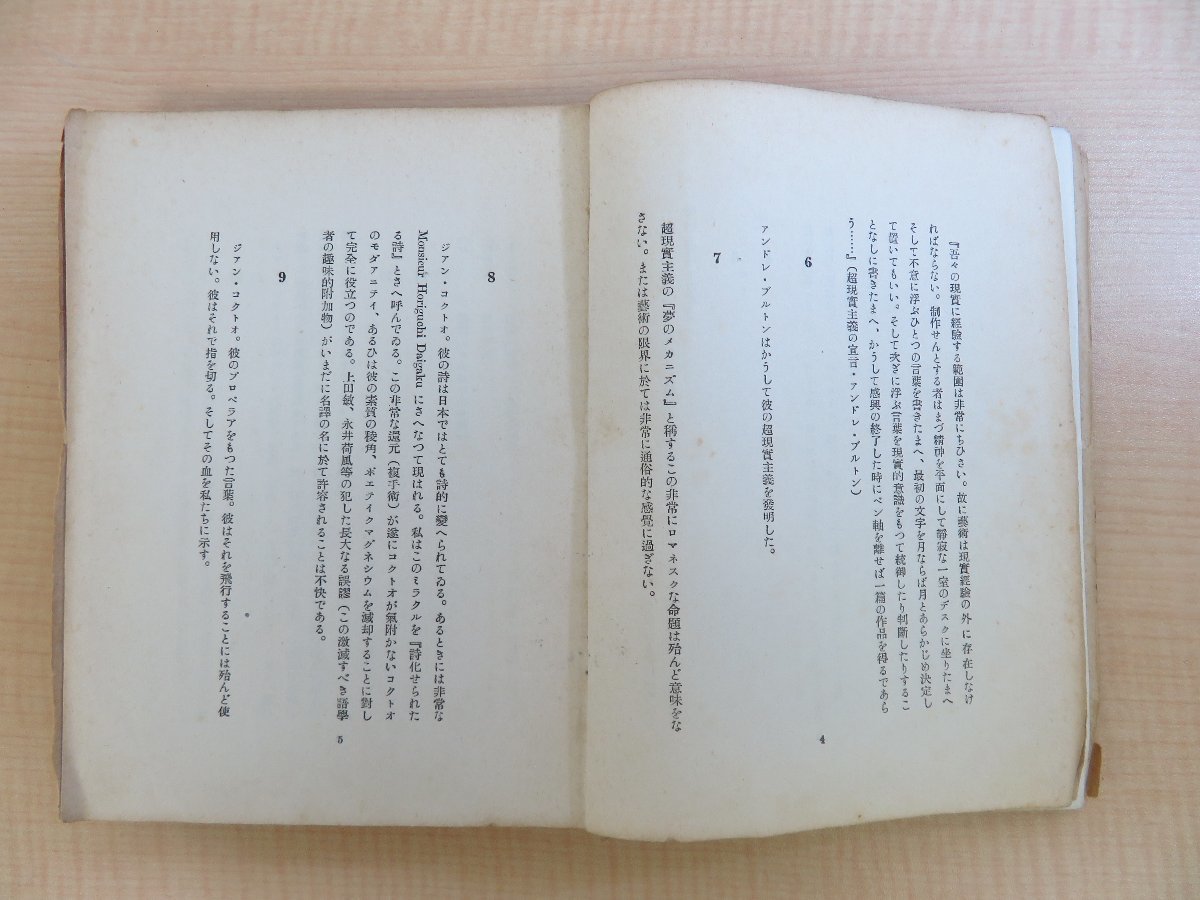 『吾々の現實に經驗する範圍は非常にちひさい。故に藝術は現實經驗の外に存在しなけ
ればならない。制作せんとする者はまづ精神を平面にして靜寂な一室のデスクに坐りたまへ
そして不意に浮ぶひとつの言葉を書きたまへ、最初の文字を月ならば月とあらかじめ決定し
て置いてもいい。そして次ぎに浮ぶ言葉を現實的意識をもつて統御したり判斷したりするこ
となしに書きたまへ、かうして感興の終了した時にペン軸を離せば一篇の作品を得るであら
う……』(超現實主義の宣言・アンドレ・ブルトン)
6
アンドレ・ブルトンはかうして彼の超現實主義を發明した。
7
超現實主義の『夢のメカニズム』と稱するこの非常にロマネスクな命題は殆んど意味をな
さない。または藝術の限界に於ては非常に通俗的な感覺に過ぎない。
4
8
ジアン・コクトオ。彼の詩は日本ではとても詩的に變へられてゐる。あるときには非常な
Monsieur Horiguchi Daigaku にさへなつて現はれる。私はこのミラクルを『詩化せられた
る詩』とさへ呼んでゐる。この非常な還元(複手術)が遂にコクトオが氣附かないコクトオ
のモダアニテイ、あるひは彼の素質の稜角、ポエテイクマグネシウムを滅却することに對し
て完全に役立つのである。上田敏、永井荷風等の犯した長大なる誤謬(この激減すべき語學
者の趣味的附加物)がいまだに名譯の名に於て許容されることは不快である。
9
ジアン・コクトオ。彼のプロペラアをもつた言葉。彼はそれを飛行することには殆んど使
用しない。彼はそれで指を切る。そしてその血を私たちに示す。
5